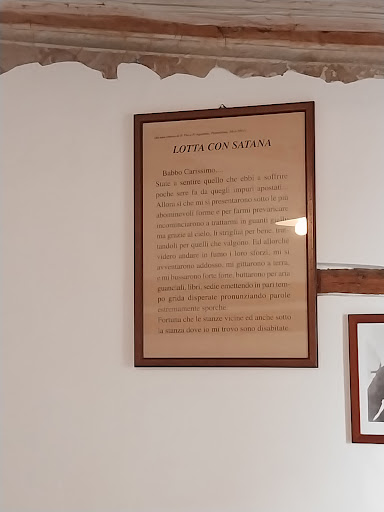 LOTTA CON SATANA
Babbo Carissimo...
State a sentire quello che ebbi a soffrire
poche sere fa da quegli impuri apostati...
Allora sì che mi si presentarono sotto le più
abominevoli forme e per farmi prevaricare
incominciarono a trattarmi in guanti gialli
ma grazie al cielo, li strigliai per bene, trat-
tandoli per quelli che valgono. Ed allorché
videro andare in fumo i loro sforzi, mi si
avventarono addosso, mi gittarono a terra,
e mi bussarono forte forte, buttarono per aria
guanciali, libri, sedie emettendo in pari tem-
po grida disperate pronunziando parole
estremamente sporche.
Fortuna che le stanze vicine ed anche sotto
la stanza dove io mi trovo sono disabitate.